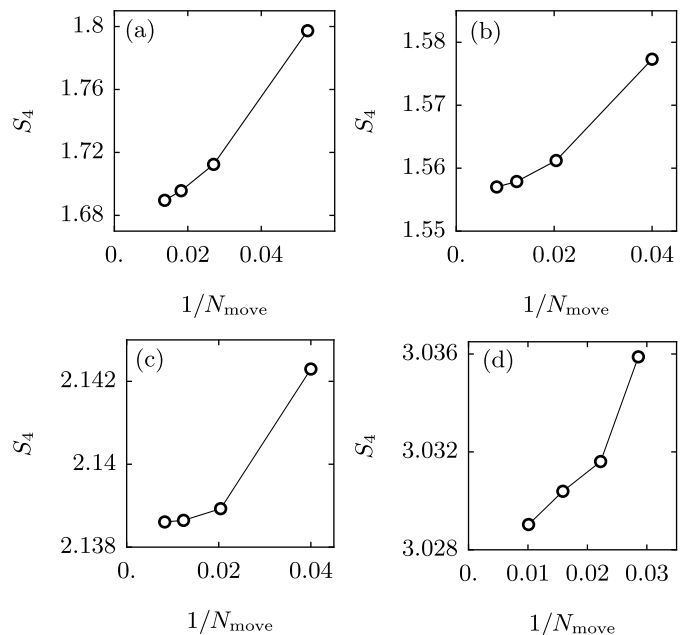 (a)
1.8
1.76
1.72
1.68
S4
0. 0.02 0.04
1/Nmove
(b)
1.58
1.57
1.56
1.55
S4
0. 0.02 0.04
1/Nmove
(c)
2.142
2.14
2.138
S4
0. 0.02 0.04
1/Nmove
(d)
3.036
3.032
3.028
S4
0. 0.01 0.02 0.03
1/Nmove